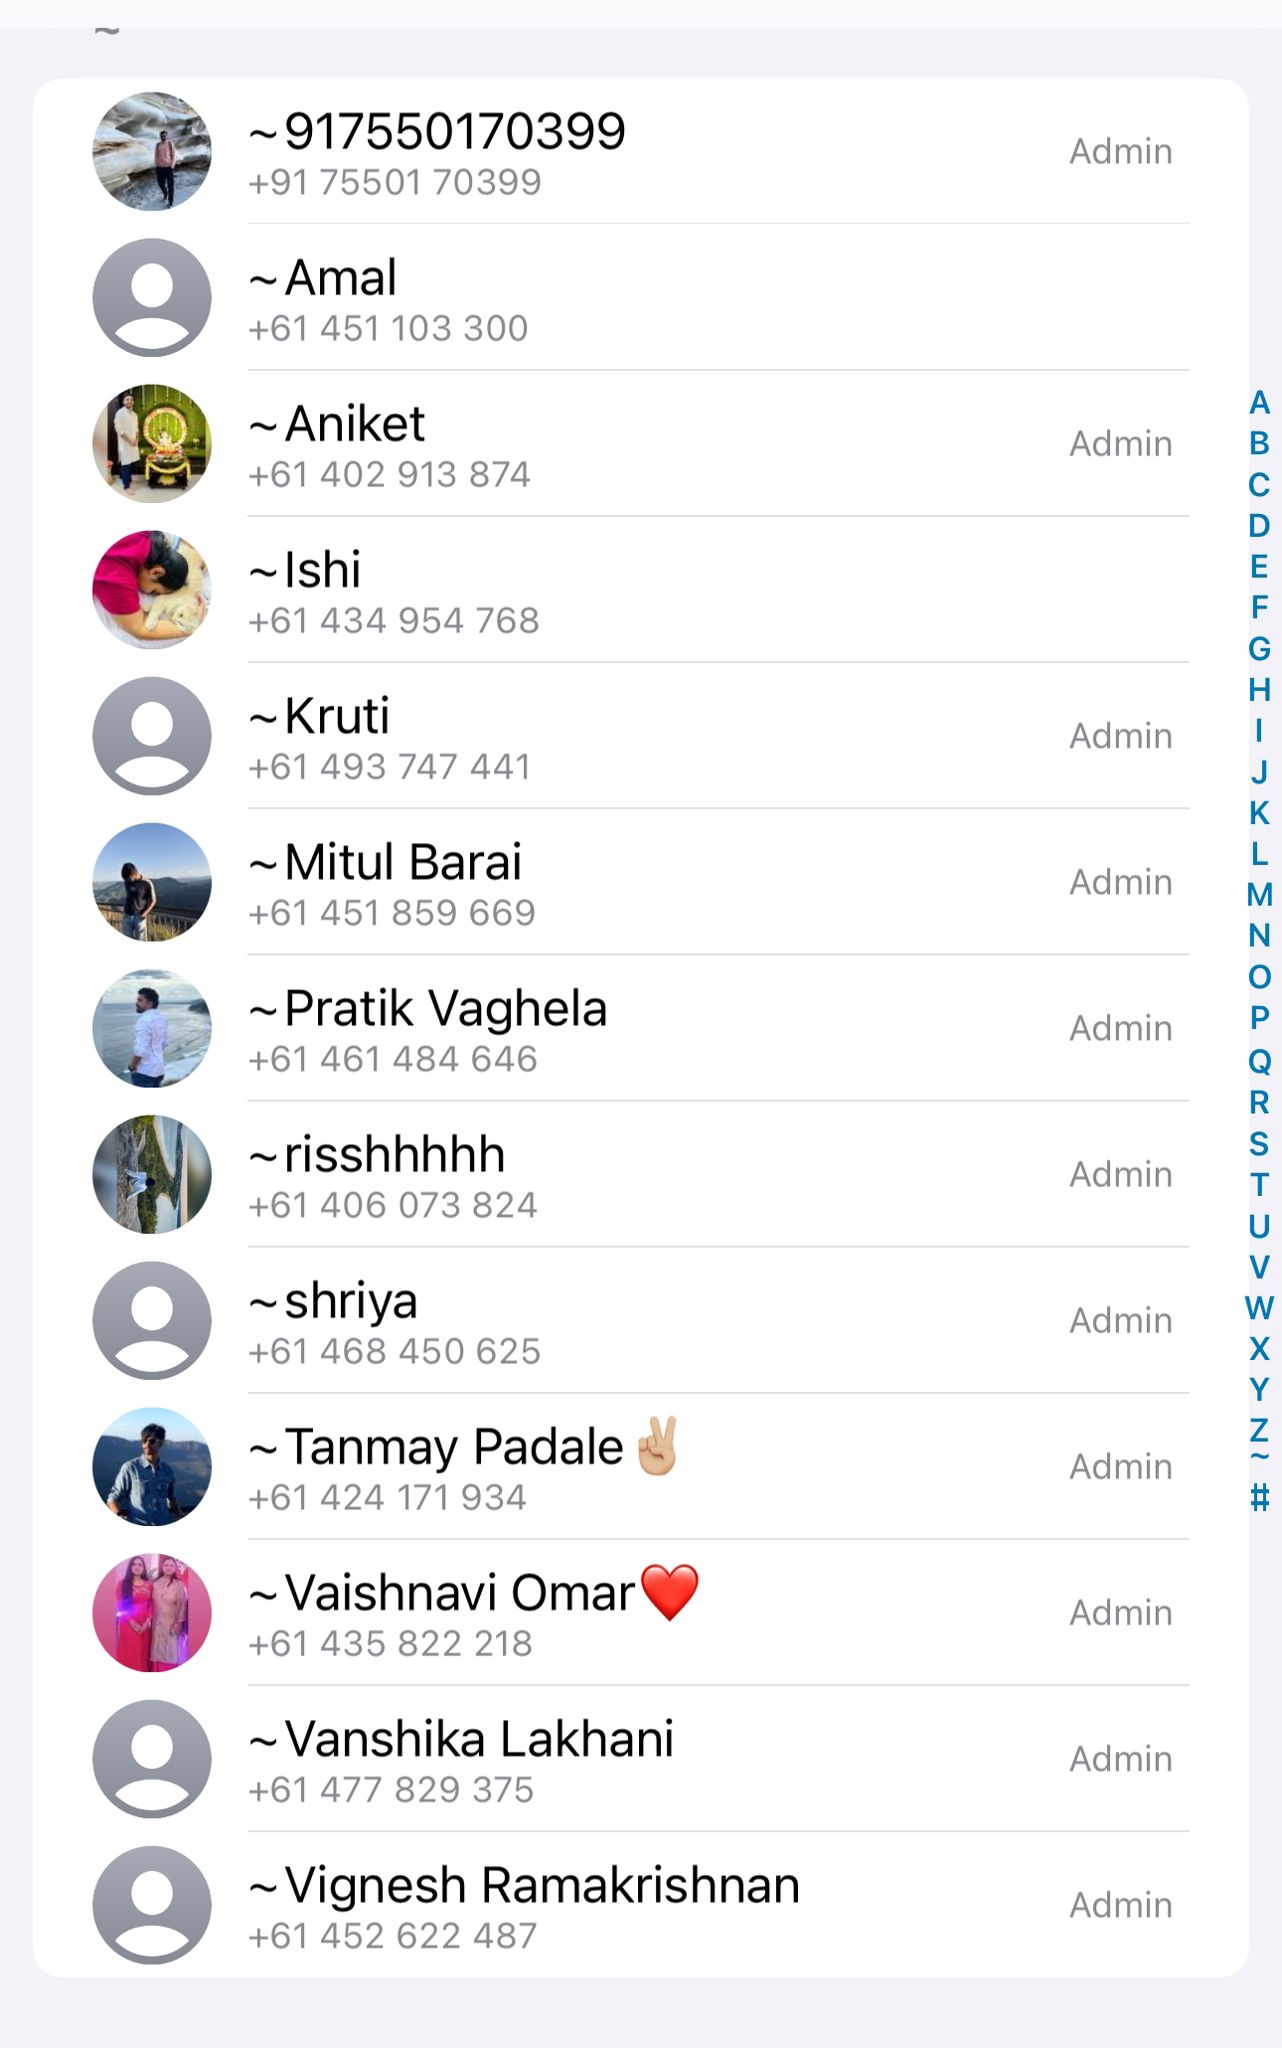 ~
~917550170399
+91 75501 70399
Admin
~Amal
+61 451 103 300
~Aniket
+61 402 913 874
Admin
~Ishi
+61 434 954 768
~Kruti
+61 493 747 441
Admin
~Mitul Barai
+61 451 859 669
Admin
~Pratik Vaghela
+61 461 484 646
Admin
~risshhhhh
+61 406 073 824
Admin
~shriya
+61 468 450 625
Admin
~Tanmay Padale✌🏼
+61 424 171 934
Admin
~Vaishnavi Omar❤️
+61 435 822 218
Admin
~Vanshika Lakhani
+61 477 829 375
Admin
~Vignesh Ramakrishnan
+61 452 622 487
Admin
A
B
C
D
E
F
G
H
I
J
K
L
M
N
O
P
Q
R
S
T
U
V
W
X
Y
Z
~
#